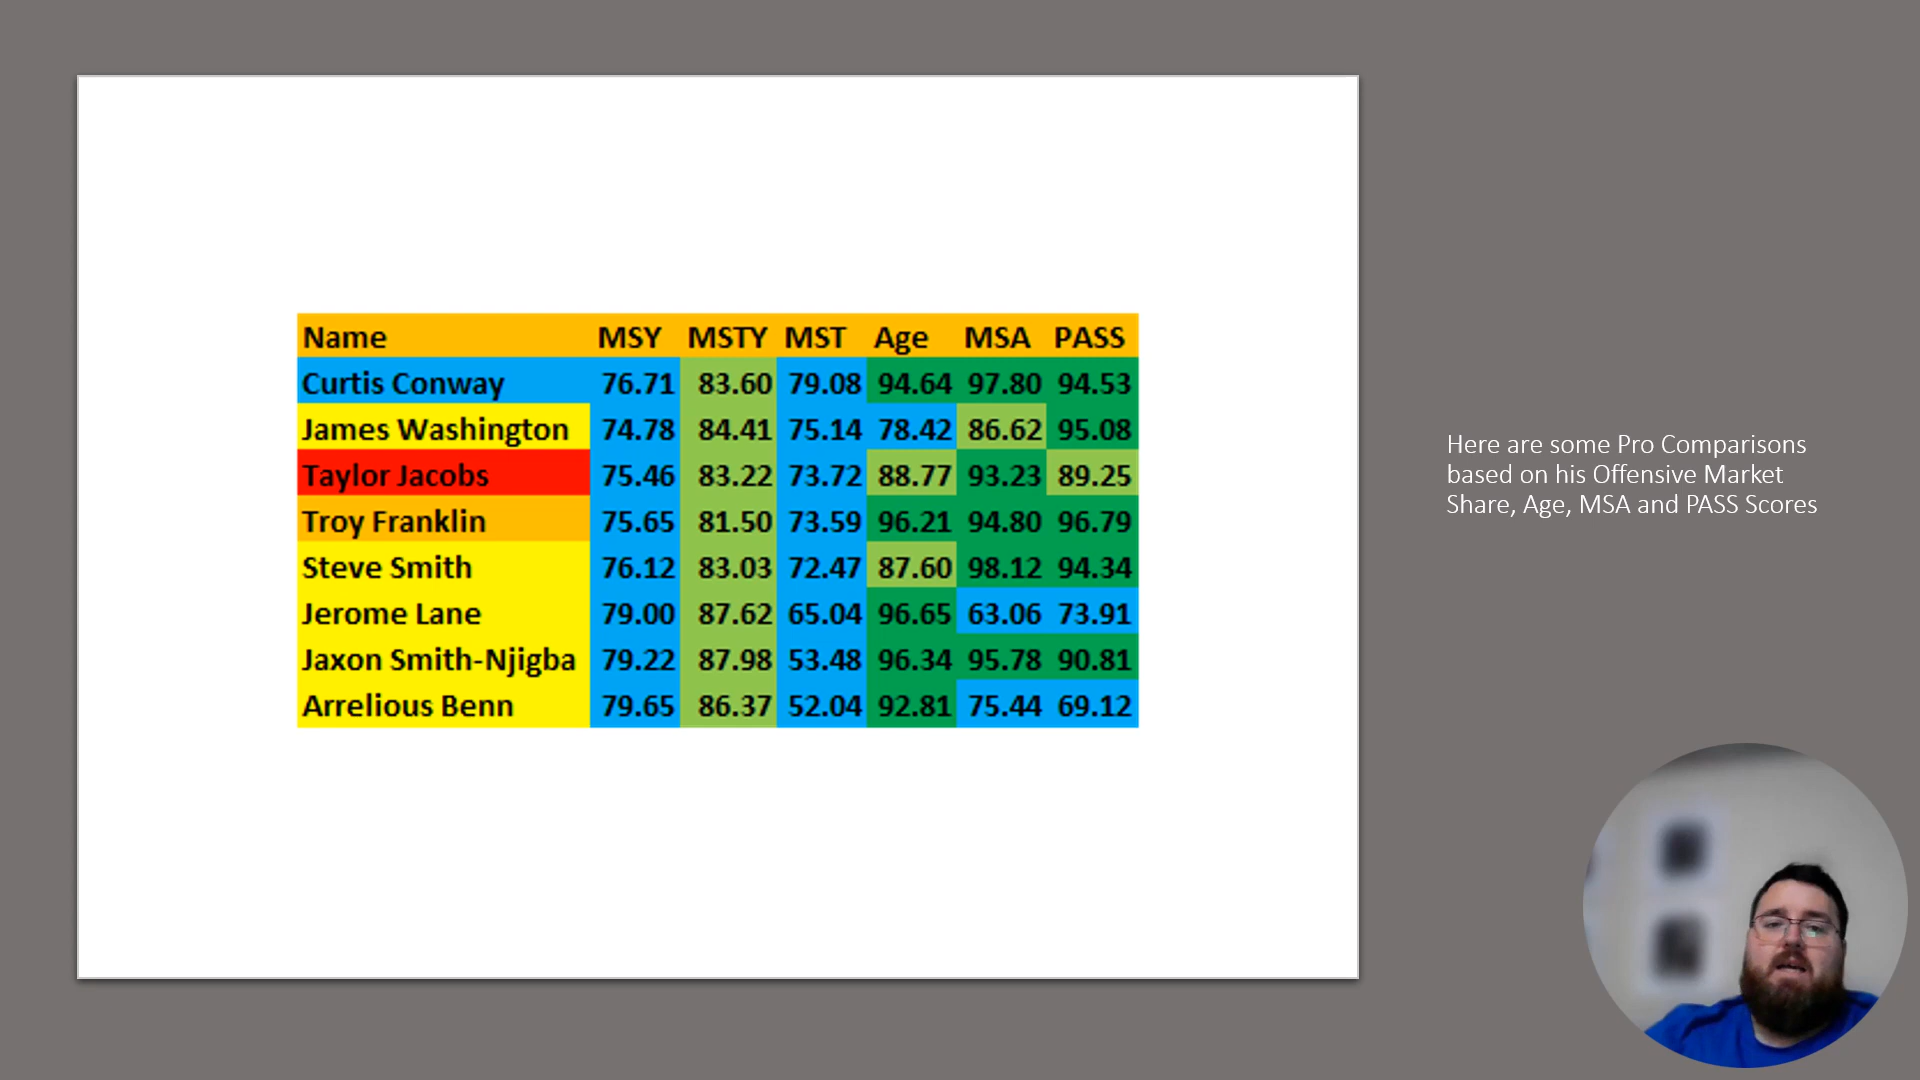 Name MSY MSTY MST Age MSA PASS
Curtis Conway 76.71 83.60 79.08 94.64 97.80 94.53
James Washington 74.78 84.41 75.14 78.42 86.62 95.08
Taylor Jacobs 75.46 83.22 73.72 88.77 93.23 89.25
Troy Franklin 75.65 81.50 73.59 96.21 94.80 96.79
Steve Smith 76.12 83.03 72.47 87.60 98.12 94.34
Jerome Lane 79.00 87.62 65.04 96.65 63.06 73.91
Jaxon Smith-Njigba 79.22 87.98 53.48 96.34 95.78 90.81
Arrelious Benn 79.65 86.37 52.04 92.81 75.44 69.12
Here are some Pro Comparisons
based on his Offensive Market
Share, Age, MSA and PASS Scores